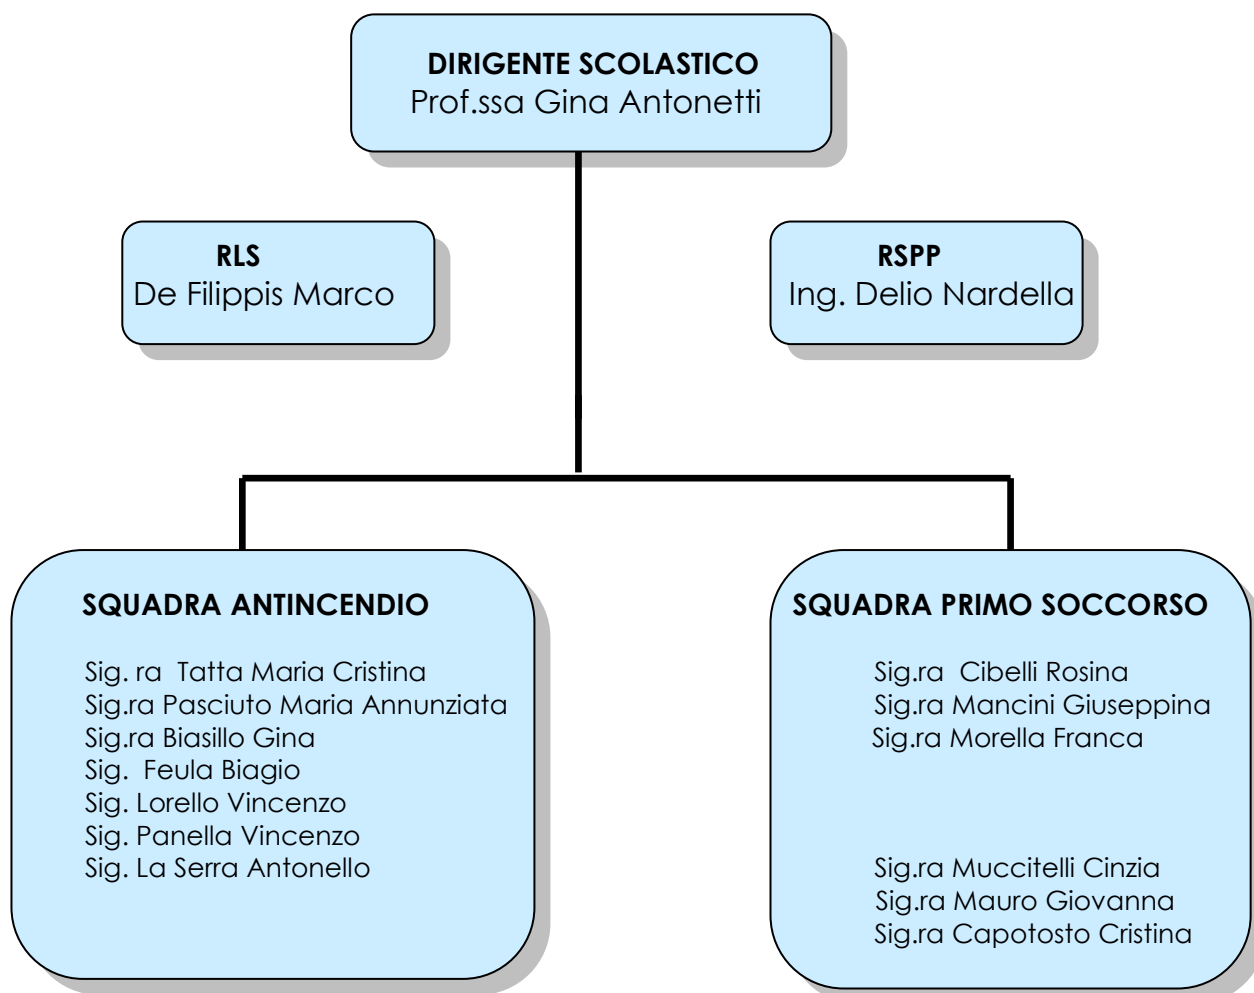 DIRIGENTE SCOLASTICO
Prof.ssa Gina Antonetti
RLS
De Filippis Marco
RSPP
Ing. Delio Nardella
SQUADRA ANTINCENDIO
Sig. ra Tatta Maria Cristina
Sig.ra Pasciuto Maria Annunziata
Sig.ra Biasillo Gina
Sig. Feula Biagio
Sig. Lorello Vincenzo
Sig. Panella Vincenzo
Sig. La Serra Antonello
SQUADRA PRIMO SOCCORSO
Sig.ra Cibelli Rosina
Sig.ra Mancini Giuseppina
Sig.ra Morella Franca
Sig.ra Muccitelli Cinzia
Sig.ra Mauro Giovanna
Sig.ra Capotosto Cristina